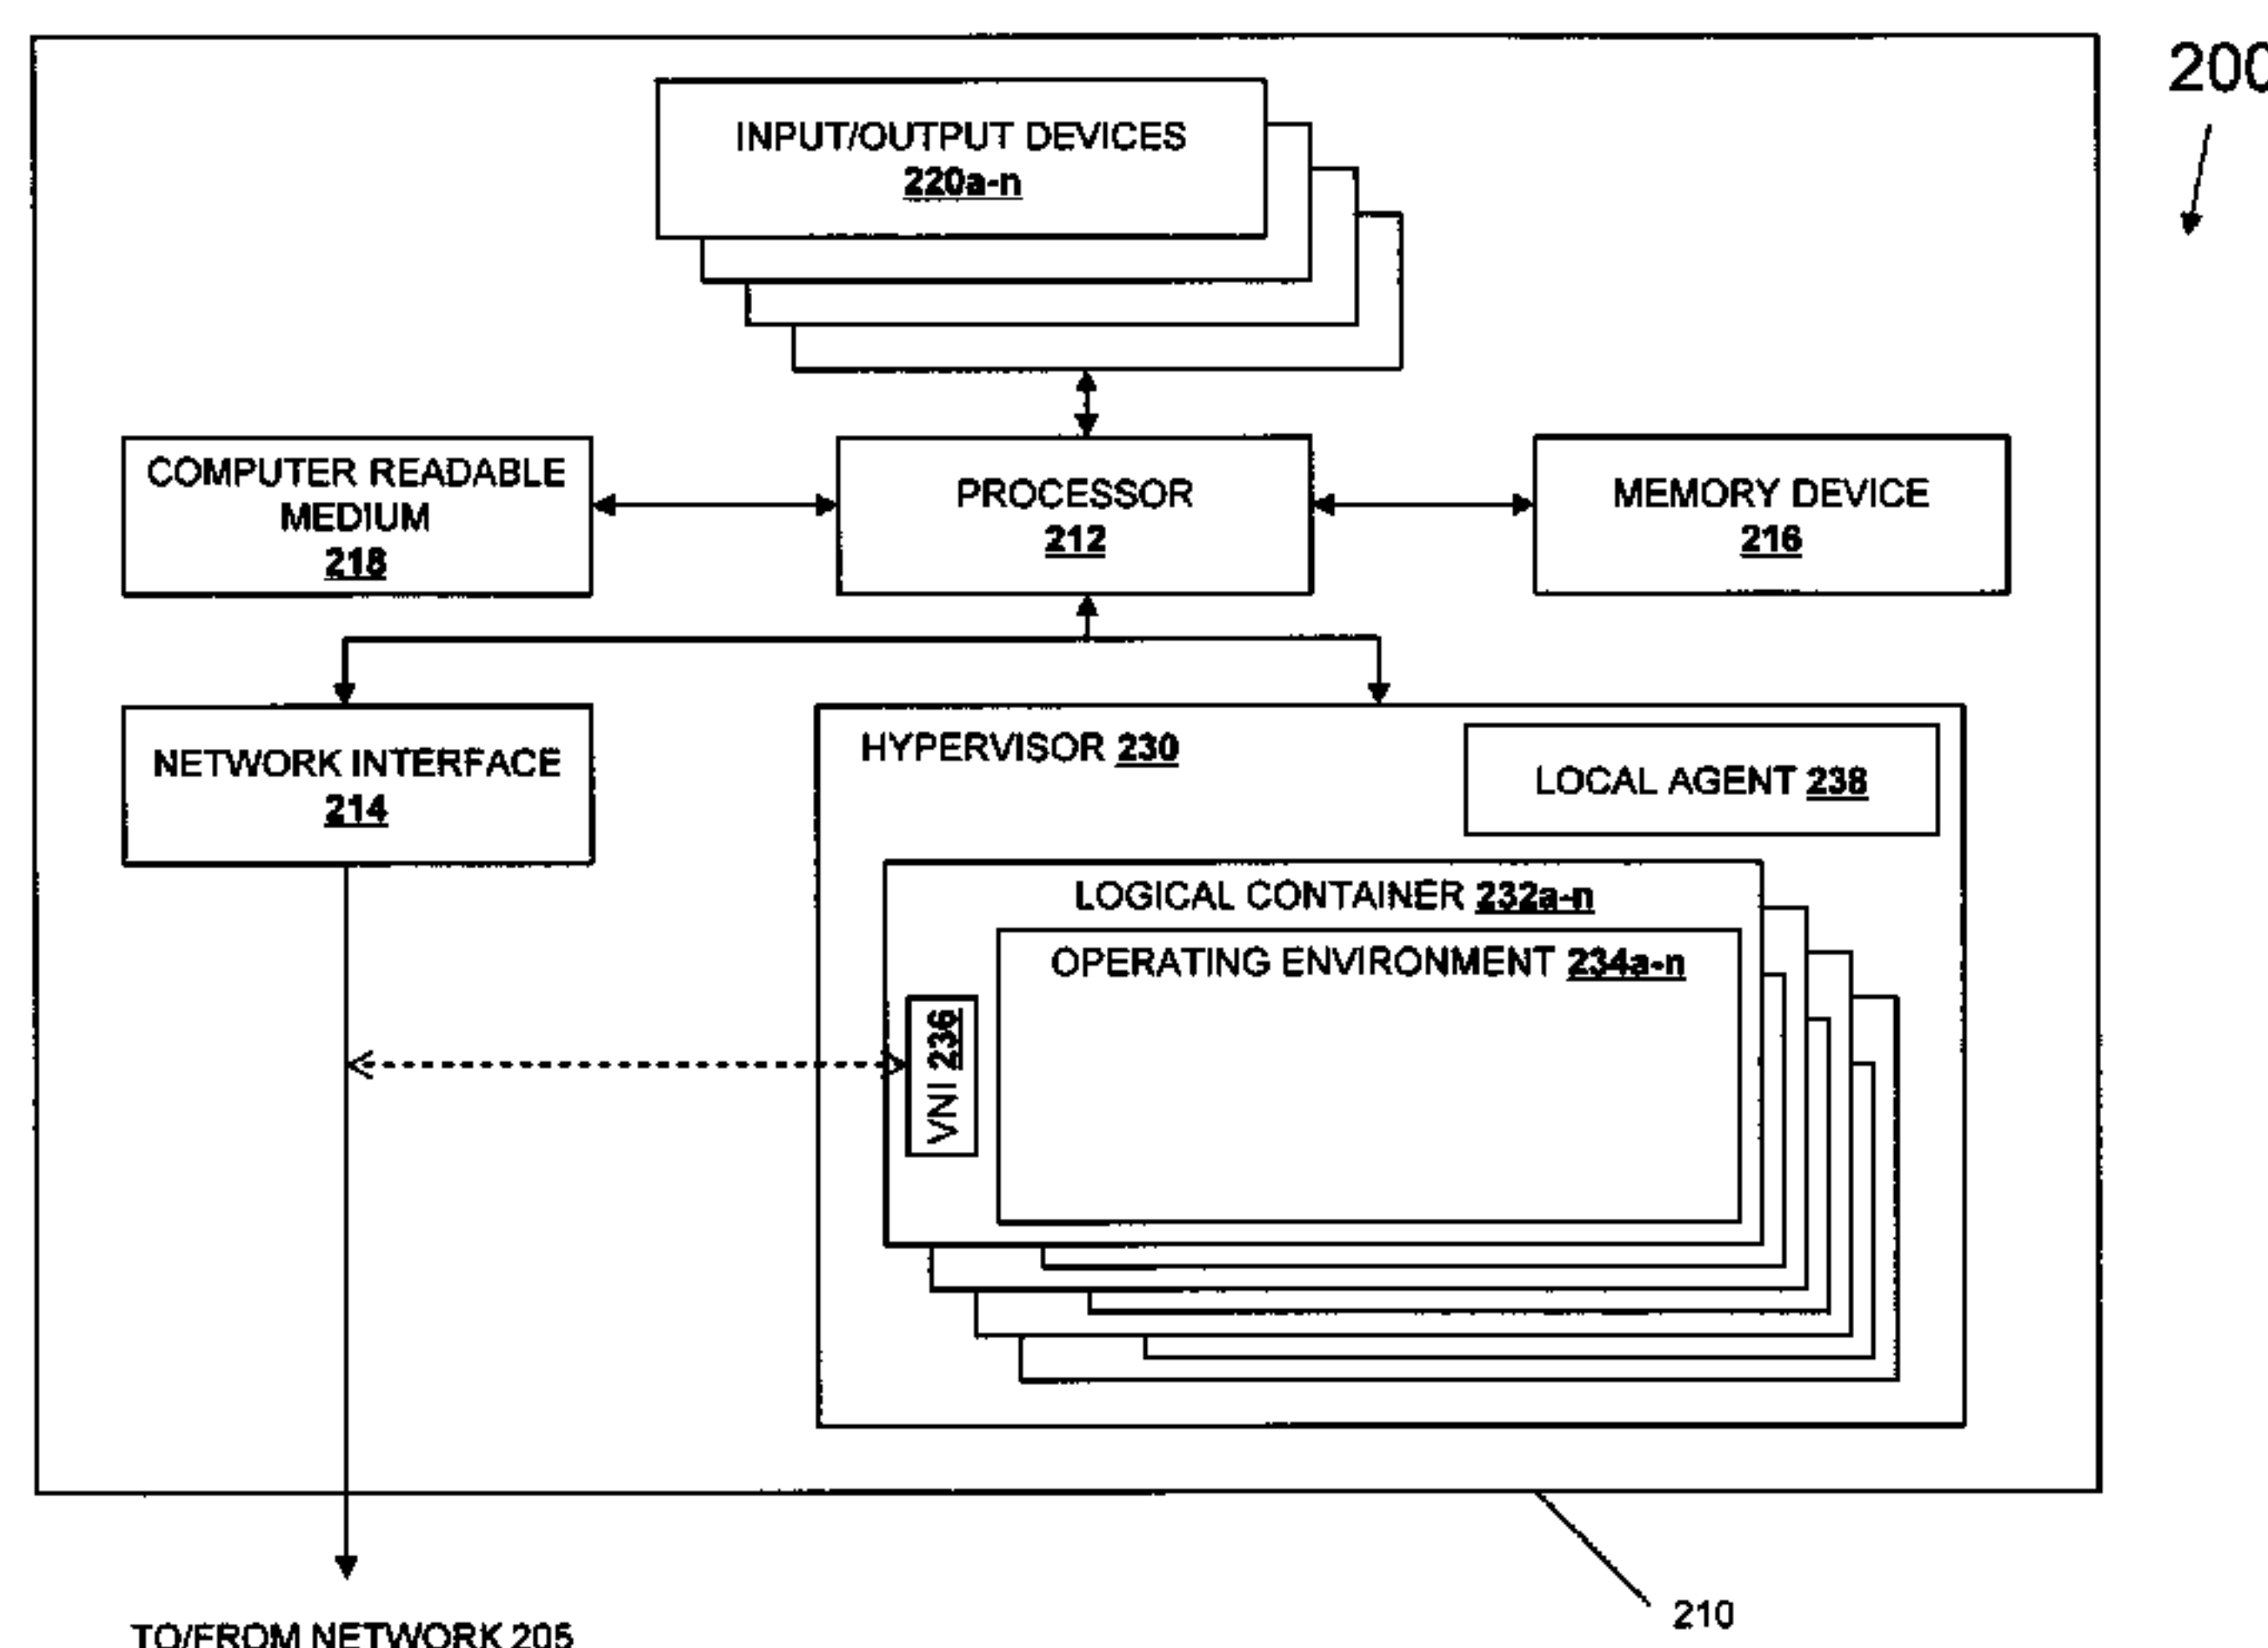 200
INPUT/OUTPUT DEVICES
220a-n
COMPUTER READABLE
MEDIUM
218
PROCESSOR
212
MEMORY DEVICE
216
NETWORK INTERFACE
214
HYPERVISOR 230
LOCAL AGENT 238
LOGICAL CONTAINER 232a-n
OPERATING ENVIRONMENT 234a-n
VNI 236
210
TO/FROM NETWORK 205